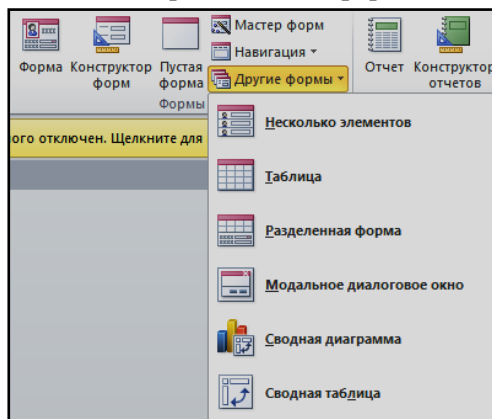 Форма Конструктор форм Пустая форма
Мастер форм
Навигация
Другие формы
Отчет Конструктор отчетов
Формы
ого отключен. Щелкните для
Несколько элементов
Таблица
Разделенная форма
Модальное диалоговое окно
Сводная диаграмма
Сводная таблица